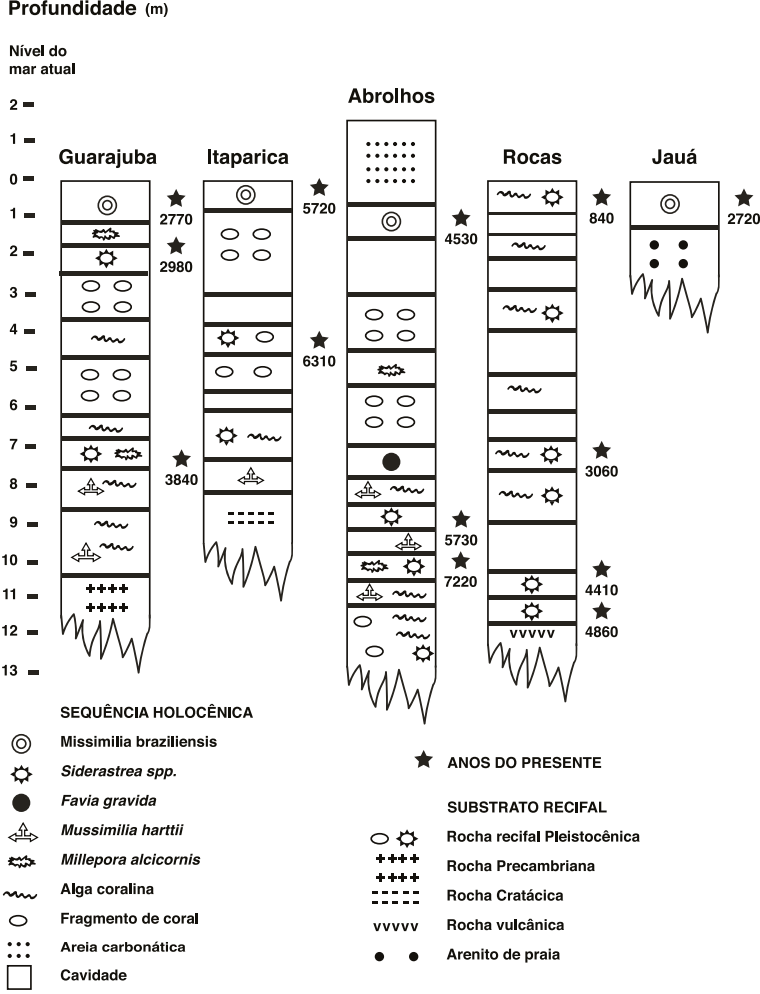 Profundidade (m)
Nível do
mar atual
2
1
0
1
2
3
4
5
6
7
8
9
10
11
12
13
Guarajuba
2770
2980
3840
Itaparica
5720
6310
Abrolhos
4530
5730
7220
Rocas
840
3060
4410
4860
vvvvv
Jauá
2720
SEQUÊNCIA HOLOCÊNICA
Missimilia braziliensis
Siderastrea spp.
Favia gravida
Mussimilia harttii
Millepora alcicornis
Alga coralina
Fragmento de coral
Areia carbonática
Cavidade
ANOS DO PRESENTE
SUBSTRATO RECIFAL
Rocha recifal Pleistocênica
Rocha Precambriana
Rocha Cratácica
vvvvv Rocha vulcânica
Arenito de praia